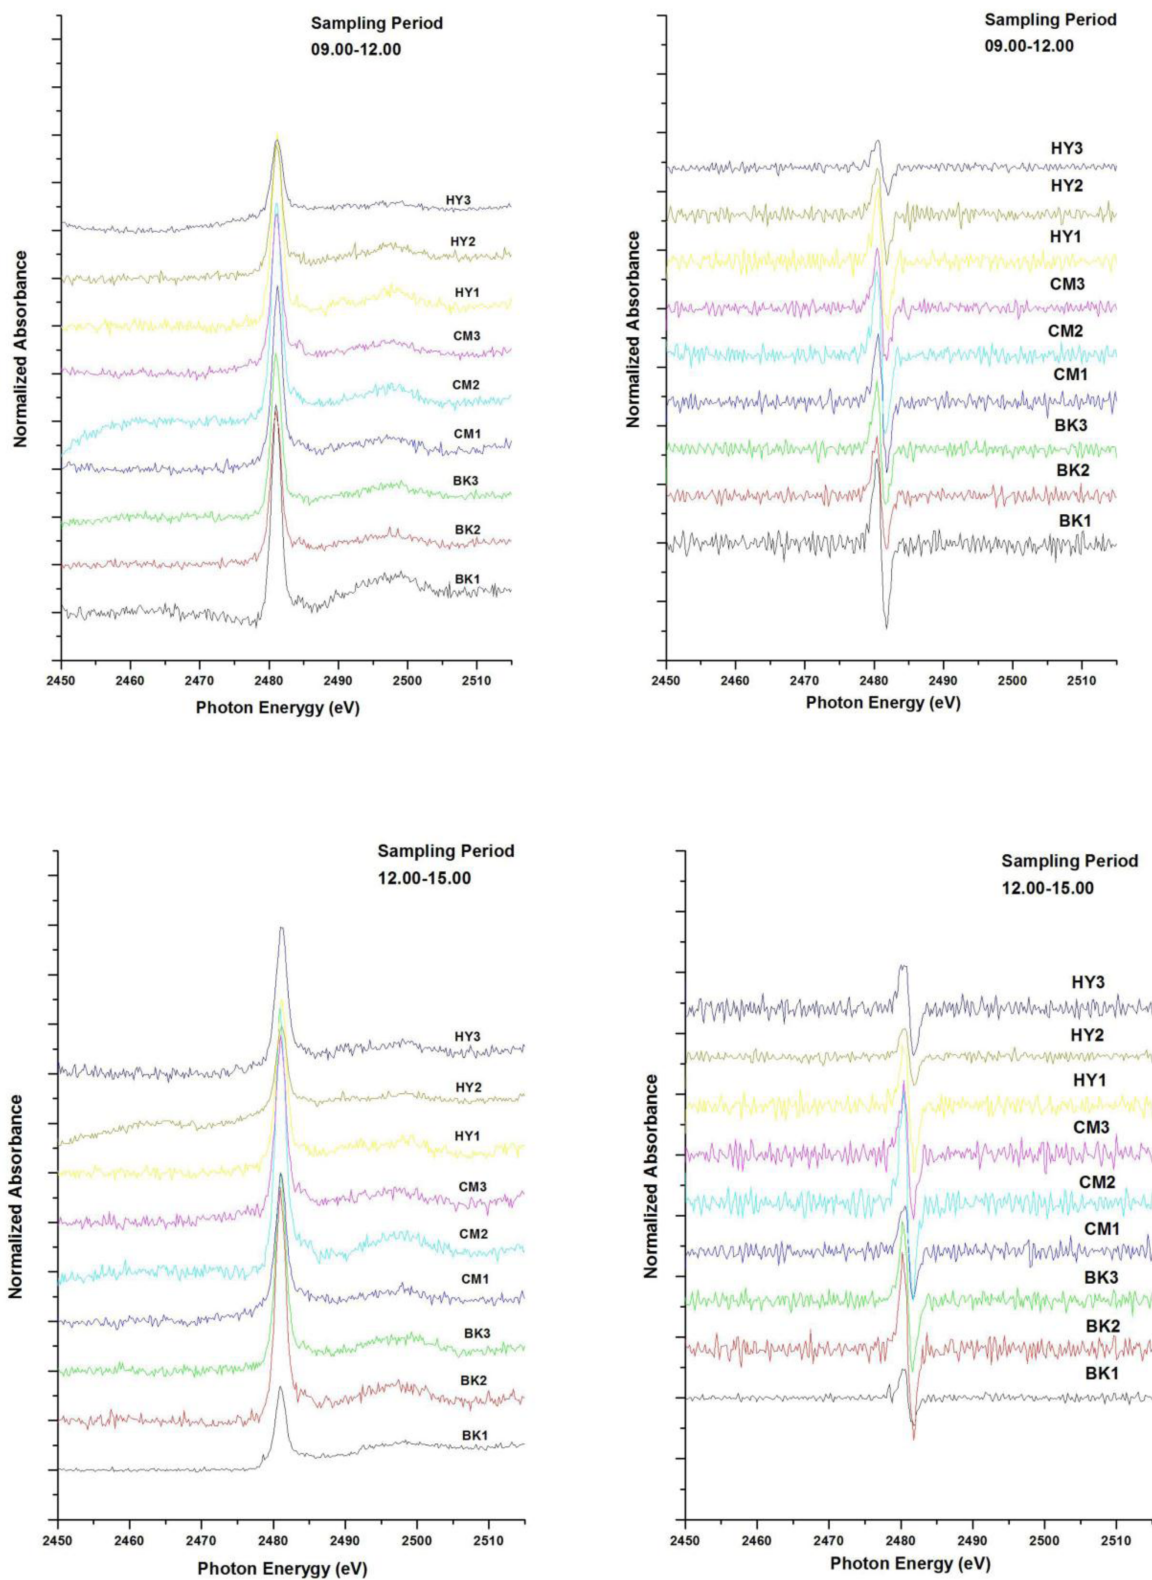 Sampling Period
09.00-12.00
HY3
HY2
HY1
CM3
CM2
CM1
BK3
BK2
BK1
Normalized Absorbance
2450 2460 2470 2480 2490 2500 2510
Photon Enerygy (eV)
Sampling Period
09.00-12.00
HY3
HY2
HY1
CM3
CM2
CM1
BK3
BK2
BK1
Normalized Absorbance
2450 2460 2470 2480 2490 2500 2510
Photon Energy (eV)
Sampling Period
12.00-15.00
HY3
HY2
HY1
CM3
CM2
CM1
BK3
BK2
BK1
Normalized Absorbance
2450 2460 2470 2480 2490 2500 2510
Photon Enerygy (eV)
Sampling Period
12.00-15.00
HY3
HY2
HY1
CM3
CM2
CM1
BK3
BK2
BK1
Normalized Absorbance
2450 2460 2470 2480 2490 2500 2510
Photon Energy (eV)